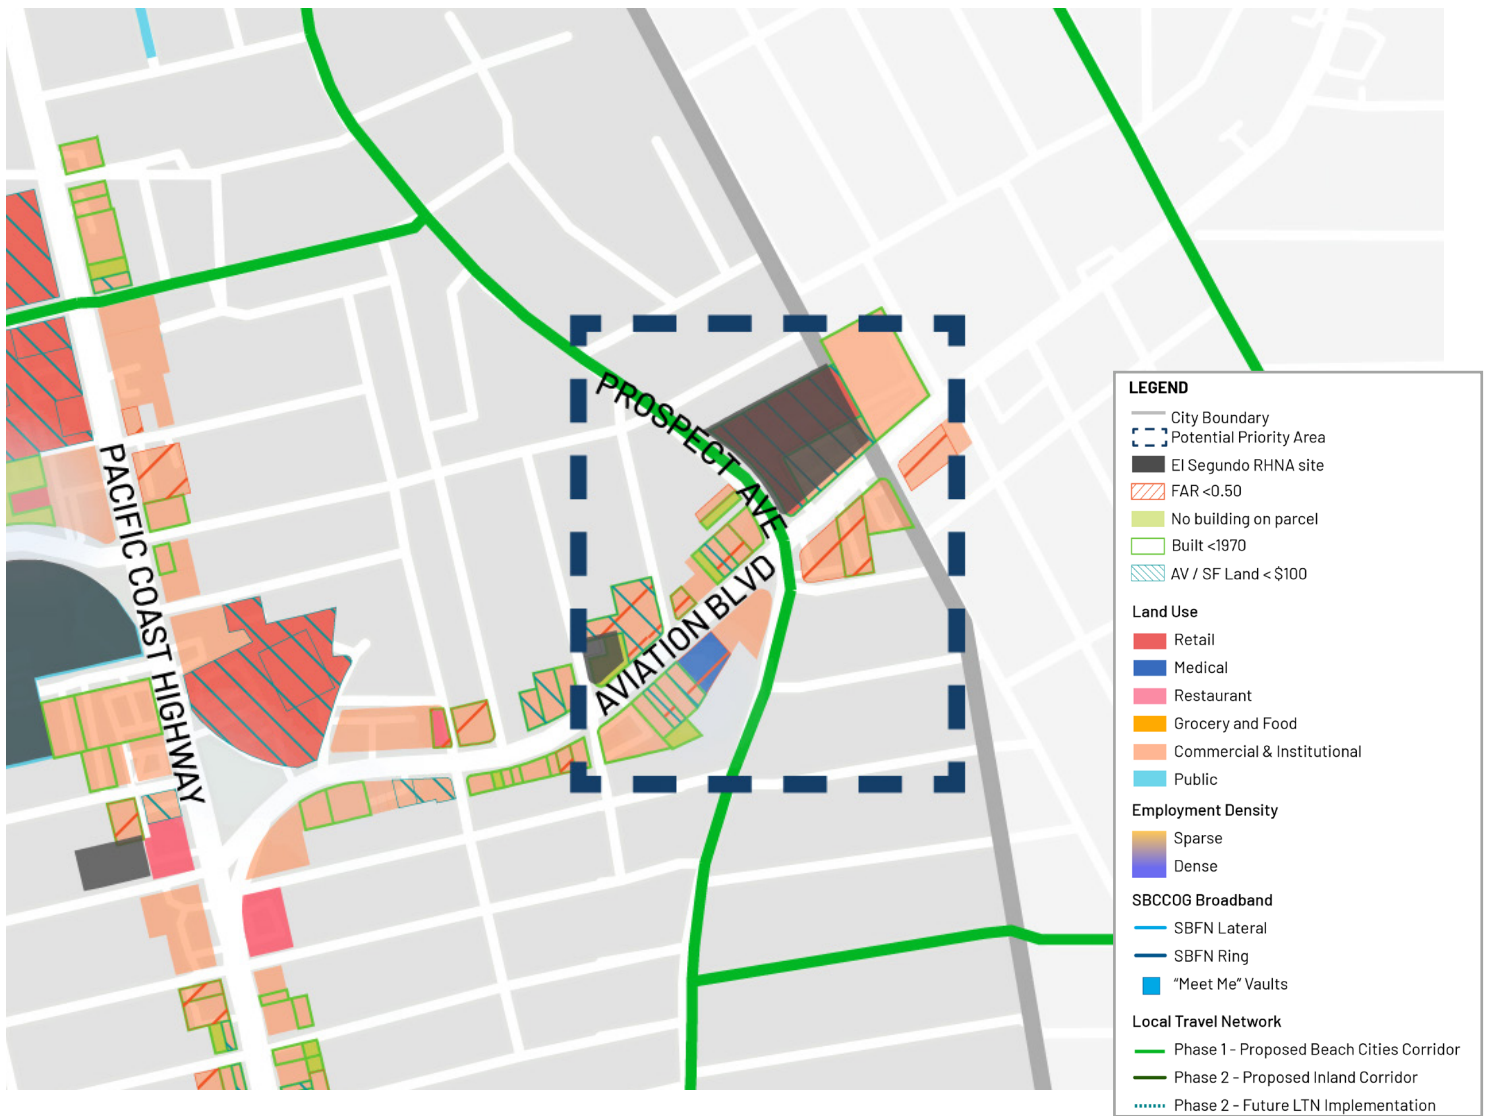 PROSPECT AVE
PACIFIC COAST HIGHWAY
AVIATION BLVD
LEGEND
City Boundary
Potential Priority Area
El Segundo RHNA site
FAR <0.50
No building on parcel
Built <1970
AV / SF Land < $100
Land Use
Retail
Medical
Restaurant
Grocery and Food
Commercial & Institutional
Public
Employment Density
Sparse
Dense
SBCCOG Broadband
SBFN Lateral
SBFN Ring
“Meet Me” Vaults
Local Travel Network
Phase 1 - Proposed Beach Cities Corridor
Phase 2 - Proposed Inland Corridor
Phase 2 - Future LTN Implementation